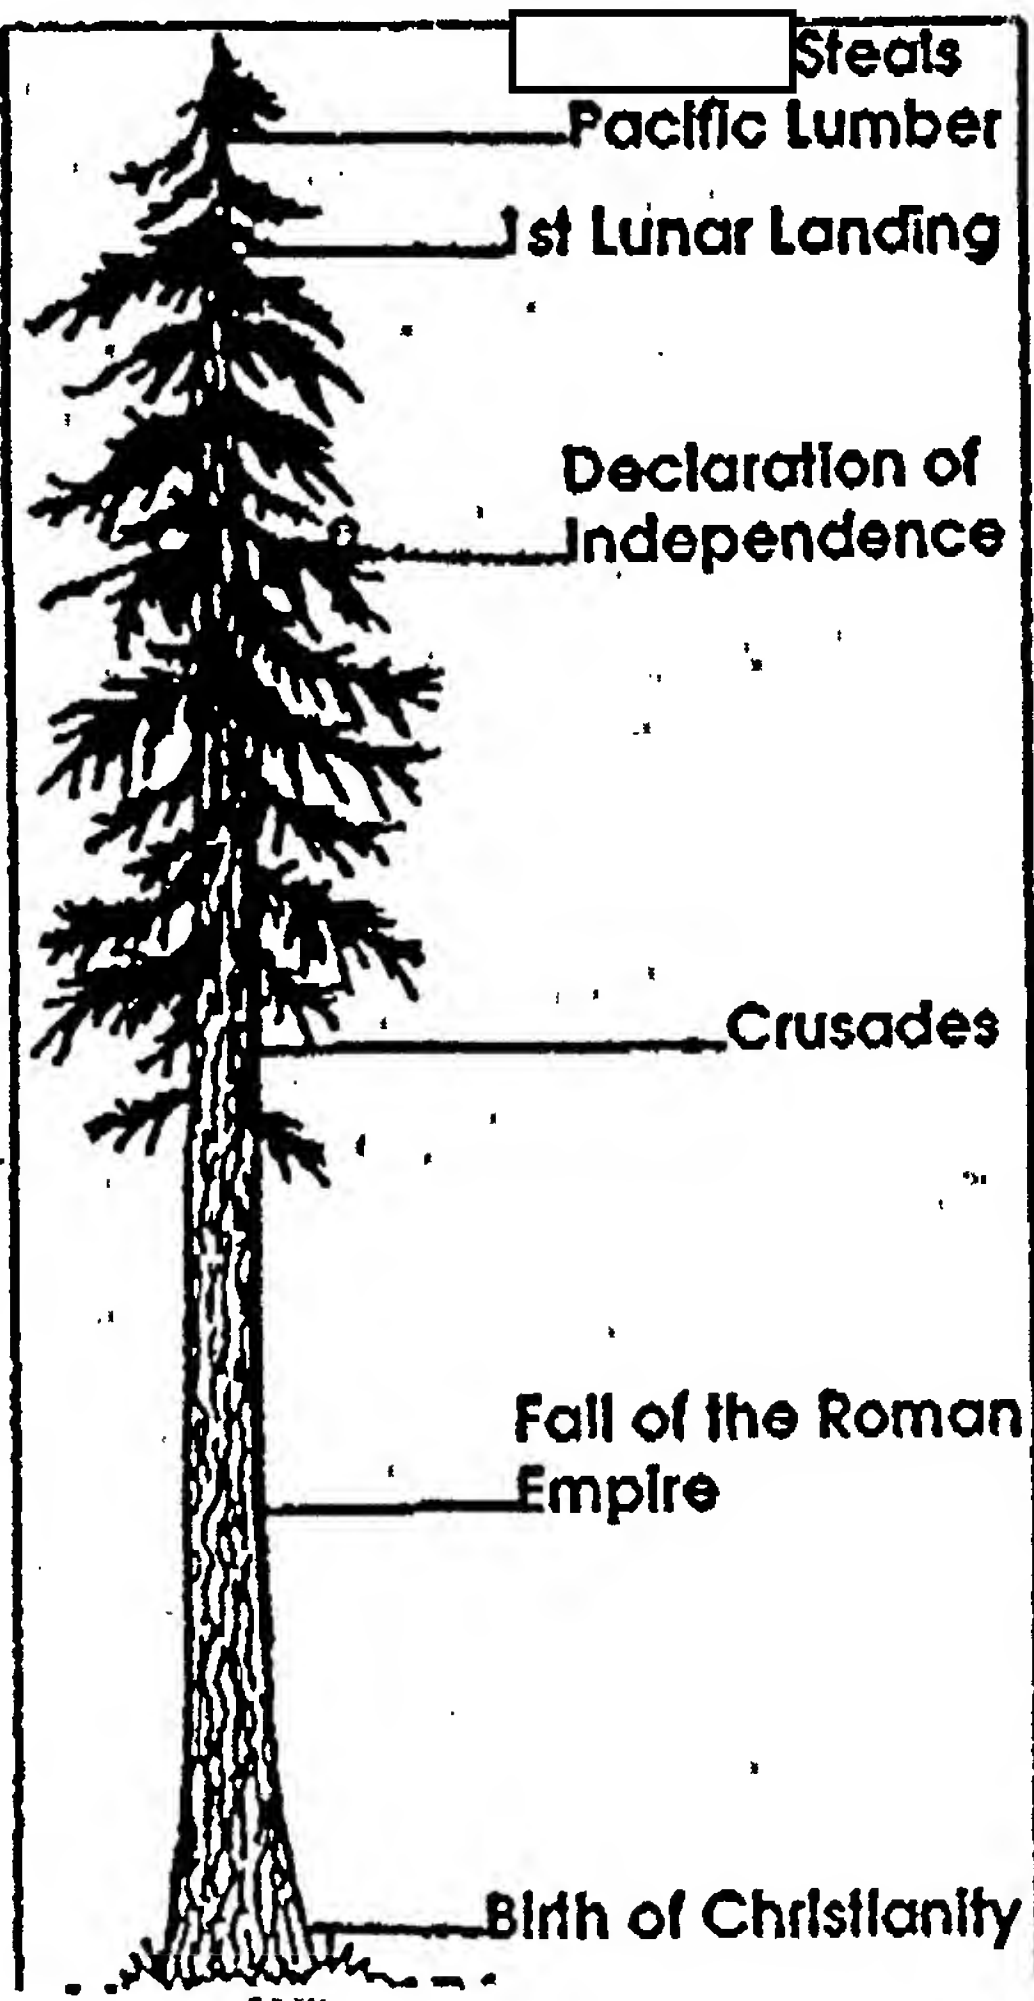 Steals
Pacific Lumber
1st Lunar Landing
Declaration of
Independence
Crusades
Fall of the Roman
Empire
Birth of Christianity